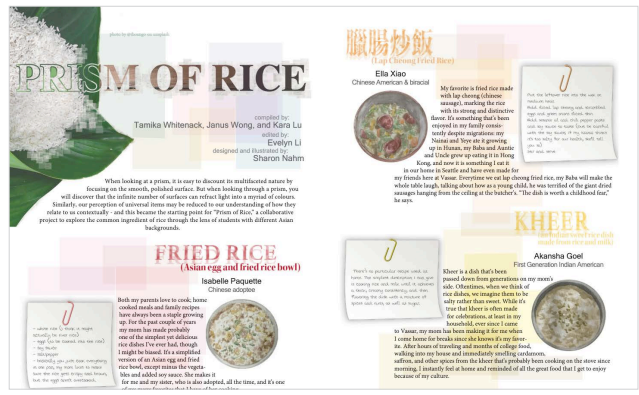 photo by @therouge on unsplash
PRISM OF RICE
compiled by:
Tamika Whitenack, Janus Wong, and Kara Lu
edited by:
Evelyn Li
designed and illustrated by:
Sharon Nahm
When looking at a prism, it is easy to discount its multifaceted nature by
focusing on the smooth, polished surface. But when looking through a prism, you
will discover that the infinite number of surfaces can refract light into a myriad of colours.
Similarly, our perception of universal items may be reduced to our understanding of how they
relate to us contextually - and this became the starting point for "Prism of Rice," a collaborative
project to explore the common ingredient of rice through the lens of students with different Asian
backgrounds.
FRIED RICE
(Asian egg and fried rice bowl)
Isabelle Paquette
Chinese adoptee
Both my parents love to cook; home
cooked meals and family recipes
have always been a staple growing
up. For the past couple of years
my mom has made probably
one of the simplest yet delicious
rice dishes I've ever had, though
I might be biased. It's a simplified
version of an Asian egg and fried
rice bowl, except minus the vegeta-
bles and added soy sauce. She makes it
for me and my sister, who is also adopted, all the time, and it's one
臘腸炒飯
(Lap Cheong Fried Rice)
Ella Xiao
Chinese American & biracial
My favorite is fried rice made
with lap cheong (chinese
sausage), marking the rice
with its strong and distinctive
flavor. It's something that's been
enjoyed in my family consis-
tently despite migrations: my
Nainai and Yeye ate it growing
up in Hunan, my Baba and Auntie
and Uncle grew up eating it in Hong
Kong, and now it is something I eat it
in our home in Seattle and even made for
my friends here at Vassar. Everytime we eat lap cheong fried rice, my Baba will make the
whole table laugh, talking about how as a young child, he was terrified of the giant dried
sausages hanging from the ceiling at the butcher's. "The dish is worth a childhood fear,"
he says.
KHEER
(an Indian sweet rice dish
made from rice and milk)
Akansha Goel
First Generation Indian American
Kheer is a dish that's been
passed down from generations on my mom's
side. Oftentimes, when we think of
rice dishes, we imagine them to be
salty rather than sweet. While it's
true that kheer is often made
for celebrations, at least in my
household, ever since I came
to Vassar, my mom has been making it for me when
I come home for breaks since she knows it's my favor-
ite. After hours of traveling and months of college food,
walking into my house and immediately smelling cardamom,
saffron, and other spices from the kheer that's probably been cooking on the stove since
morning, I instantly feel at home and reminded of all the great food that I get to enjoy
because of my culture.